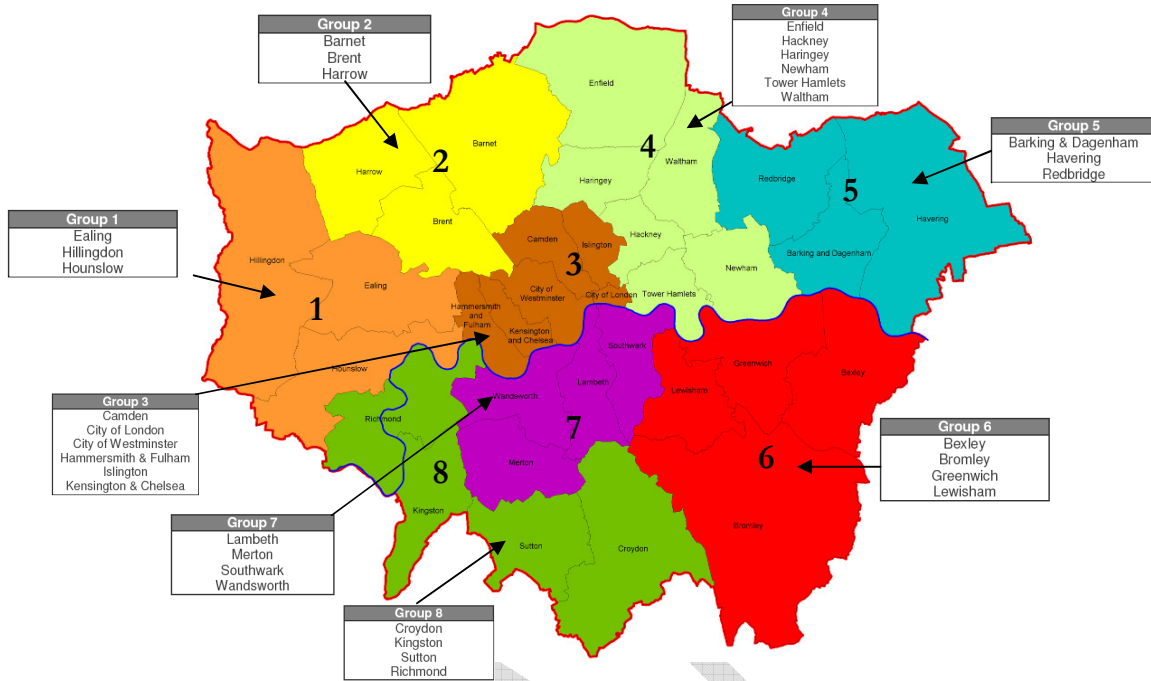 Group 2
Barnet
Brent
Harrow
Group 4
Enfield
Hackney
Haringey
Newham
Tower Hamlets
Waltham
Group 5
Barking & Dagenham
Havering
Redbridge
Group 1
Ealing
Hillingdon
Hounslow
Group 3
Camden
City of London
City of Westminster
Hammersmith & Fulham
Islington
Kensington & Chelsea
Group 6
Bexley
Bromley
Greenwich
Lewisham
Group 7
Lambeth
Merton
Southwark
Wandsworth
Group 8
Croydon
Kingston
Sutton
Richmond
Enfield
Barnet
4
2
Waltham
Harrow
Haringey
Redbridge
5
Havering
Brent
Hackney
Camden
Islington
Barking and Dagenham
3
Hillingdon
Newham
Ealing
City of
Westminster
Tower Hamlets
City of London
1
Hammersmith
and
Fulham
Kensington
and Chelsea
Southwark
Greenwich
Hounslow
Bexley
Lambeth
Lewisham
Wandsworth
Richmond
7
Merton
6
8
Kingston
Bromley
Sutton
Croydon